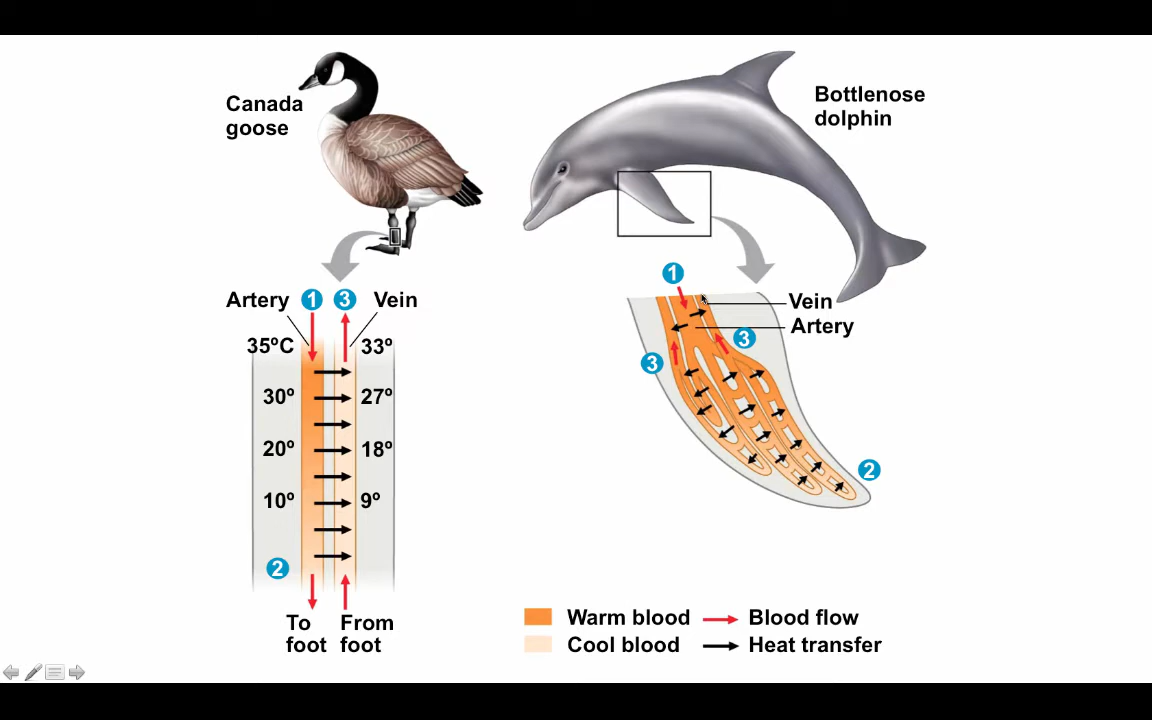 Canada
goose
Bottlenose
dolphin
Artery 1 3 Vein
35ºC 33º
30º 27º
20º 18º
10º 9º
2
To
foot
From
foot
1
Vein
Artery
3
3
2
Warm blood
Cool blood
Blood flow
Heat transfer